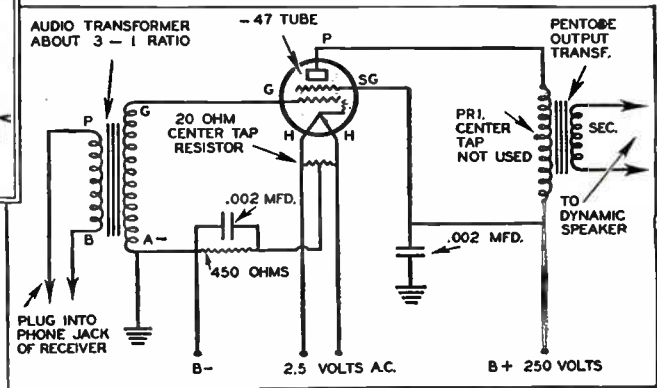 AUDIO TRANSFORMER
ABOUT 3 – 1 RATIO
-47 TUBE
P
PENTODE
OUTPUT
TRANSF.
G
SG
P
G
20 OHM
CENTER TAP
RESISTOR
H
H
PRI.
CENTER
TAP
NOT USED
SEC.
.002 MFD.
TO
DYNAMIC
SPEAKER
B
A-
450 OHMS
.002 MFD.
PLUG INTO
PHONE JACK
OF RECEIVER
B-
2.5 VOLTS A.C.
B+ 250 VOLTS